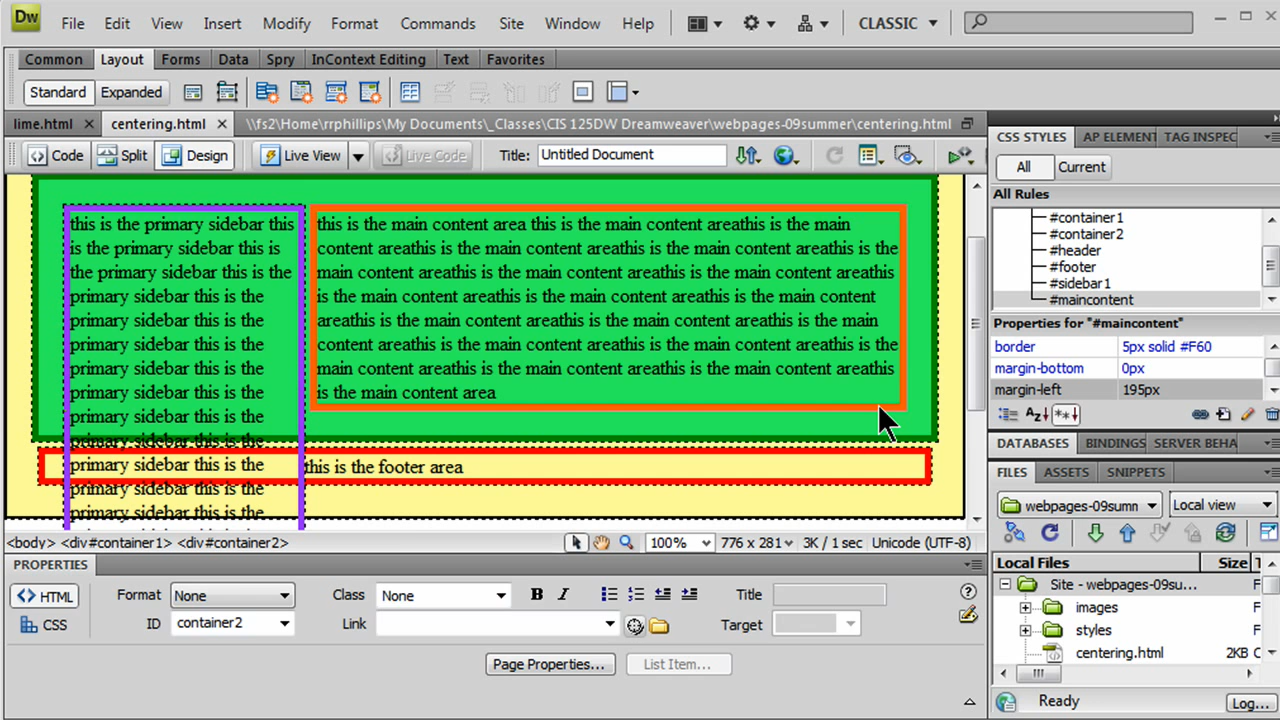 Dw File Edit View Insert Modify Format Commands Site Window Help CLASSIC
Common Layout Forms Data Spry InContext Editing Text Favorites
Standard Expanded
lime.html centering.html \\fs2\Home\rrphillips\My Documents\_Classes\CIS 125DW Dreamweaver\webpages-09summer\centering.html
Code Split Design Live View Live Code Title: Untitled Document
this is the primary sidebar this
is the primary sidebar this is
the primary sidebar this is the
primary sidebar this is the
primary sidebar this is the
primary sidebar this is the
primary sidebar this is the
primary sidebar this is the
primary sidebar this is the
primary sidebar this is the
primary sidebar this is the
primary sidebar this is the
primary sidebar this is the
this is the main content area this is the main content areathis is the main
content areathis is the main content areathis is the main content areathis is the
main content areathis is the main content areathis is the main content areathis
is the main content areathis is the main content areathis is the main content
areathis is the main content areathis is the main content areathis is the main
content areathis is the main content areathis is the main content areathis is the
main content areathis is the main content areathis is the main content areathis
is the main content area
this is the footer area
<body> <div#container1> <div#container2> 100% 776 x 281 3K / 1 sec Unicode (UTF-8)
PROPERTIES
HTML Format None Class None B I Title
CSS ID container2 Link Target
Page Properties... List Item...
CSS STYLES AP ELEMENT TAG INSPEC
All Current
All Rules
#container1
#container2
#header
#footer
#sidebar1
#maincontent
Properties for "#maincontent"
border 5px solid #F60
margin-bottom 0px
margin-left 195px
DATABASES BINDINGS SERVER BEHA
FILES ASSETS SNIPPETS
webpages-09summ Local view
Local Files Size T
Site - webpages-09su... F
images F
styles F
centering.html 2KB C
Ready Log...